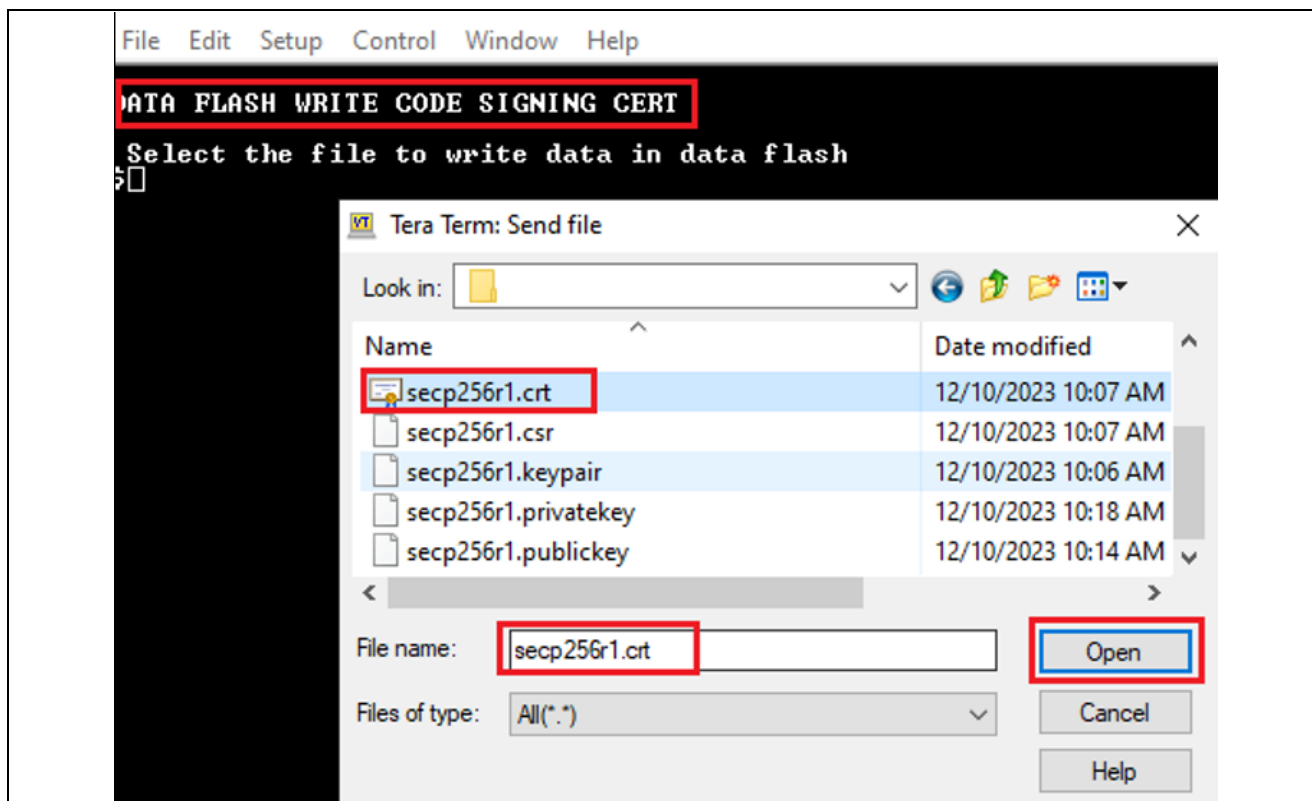 File Edit Setup Control Window Help
DATA FLASH WRITE CODE SIGNING CERT
Select the file to write data in data flash
$
VT Tera Term: Send file
Look in:
Name Date modified
secp256r1.crt 12/10/2023 10:07 AM
secp256r1.csr 12/10/2023 10:07 AM
secp256r1.keypair 12/10/2023 10:06 AM
secp256r1.privatekey 12/10/2023 10:18 AM
secp256r1.publickey 12/10/2023 10:14 AM
File name: secp256r1.crt Open
Files of type: All(*.*) Cancel
Help